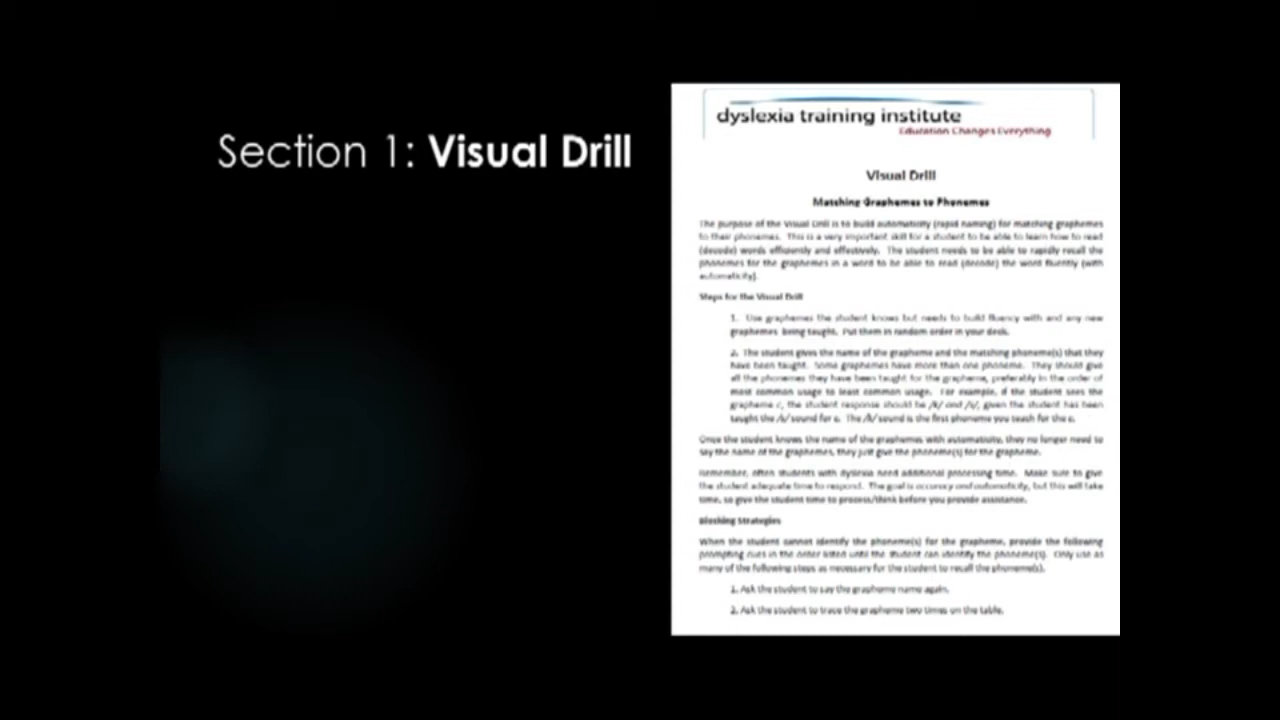 Section 1: Visual Drill
dyslexia training institute
Education Changes Everything
Visual Drill
Matching Graphemes to Phonemes
The purpose of the Visual Drill is to build automaticity (rapid naming) for matching graphemes
to their phonemes. This is a very important skill for a student to be able to learn how to read
(decode) words efficiently and effectively. The student needs to be able to rapidly recall the
phonemes for the graphemes in a word to be able to read (decode) the word fluently (with
automaticity).
Steps for the Visual Drill
1. Use graphemes the student knows but needs to build fluency with and any new
graphemes being taught. Put them in random order in your deck.
2. The student gives the name of the grapheme and the matching phoneme(s) that they
have been taught. Some graphemes have more than one phoneme. They should give
all the phonemes they have been taught for the grapheme, preferably in the order of
most common usage to least common usage. For example, if the student sees the
grapheme c, the student response should be /k/ and /s/, given the student has been
taught the /s/ sound for c. The /k/ sound is the first phoneme you teach for the c.
Once the student knows the name of the graphemes with automaticity, they no longer need to
say the name of the graphemes, they just give the phoneme(s) for the grapheme.
Remember, often students with dyslexia need additional processing time. Make sure to give
the student adequate time to respond. The goal is accuracy and automaticity, but this will take
time, so give the student time to process/think before you provide assistance.
Blocking Strategies
When the student cannot identify the phoneme(s) for the grapheme, provide the following
prompting cues in the order listed until the student can identify the phoneme(s). Only use as
many of the following steps as necessary for the student to recall the phoneme(s).
1. Ask the student to say the grapheme name again.
2. Ask the student to trace the grapheme two times on the table.